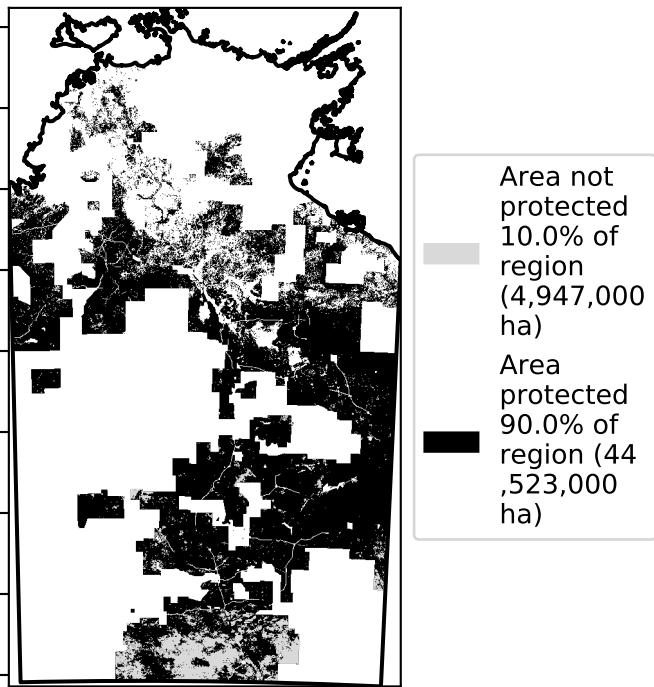 Area not
protected
10.0% of
region
(4,947,000
ha)
Area
protected
90.0% of
region (44
,523,000
ha)